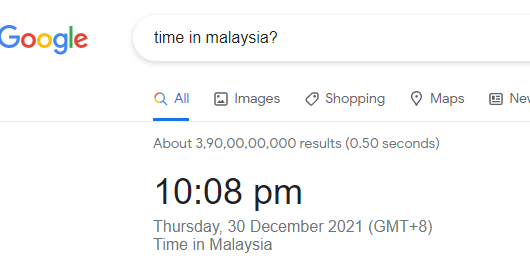 Google
time in malaysia?
All Images Shopping Maps
About 3,90,00,00,000 results (0.50 seconds)
10:08 pm
Thursday, 30 December 2021 (GMT+8)
Time in Malaysia